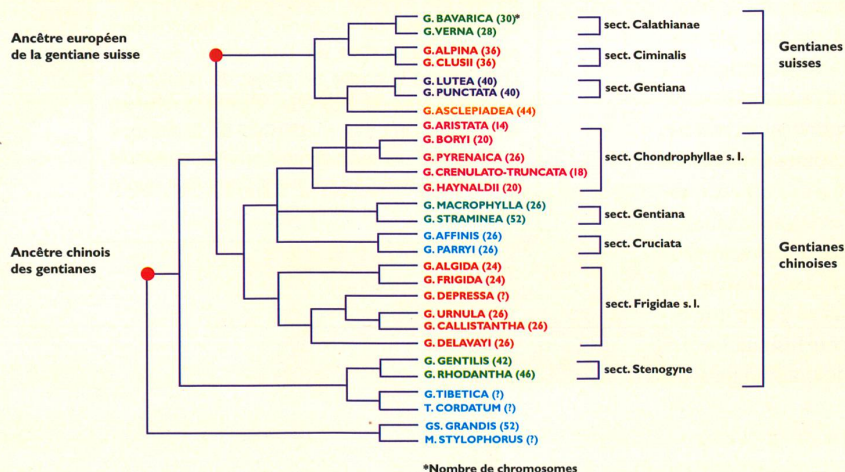 Ancêtre européen
de la gentiane suisse
Ancêtre chinois
des gentianes
G. BAVARICA (30)*
G. VERNA (28)
G. ALPINA (36)
G. CLUSII (36)
G. LUTEA (40)
G. PUNCTATA (40)
G. ASCLEPIADEA (44)
G. ARISTATA (14)
G. BORYI (20)
G. PYRENAICA (26)
G. CRENULATO-TRUNCATA (18)
G. HAYNALDII (20)
G. MACROPHYLLA (26)
G. STRAMINEA (52)
G. AFFINIS (26)
G. PARRYI (26)
G. ALGIDA (24)
G. FRIGIDA (24)
G. DEPRESSA (?)
G. URNULA (26)
G. CALLISTANTHA (26)
G. DELAVAYI (26)
G. GENTILIS (42)
G. RHODANTHA (46)
G. TIBETICA (?)
T. CORDATUM (?)
GS. GRANDIS (52)
M. STYLOPHORUS (?)
*Nombre de chromosomes
sect. Calathianae
sect. Ciminalis
sect. Gentiana
sect. Chondrophyllae s. l.
sect. Gentiana
sect. Cruciata
sect. Frigidae s. l.
sect. Stenogyne
Gentianes
suisses
Gentianes
chinoises